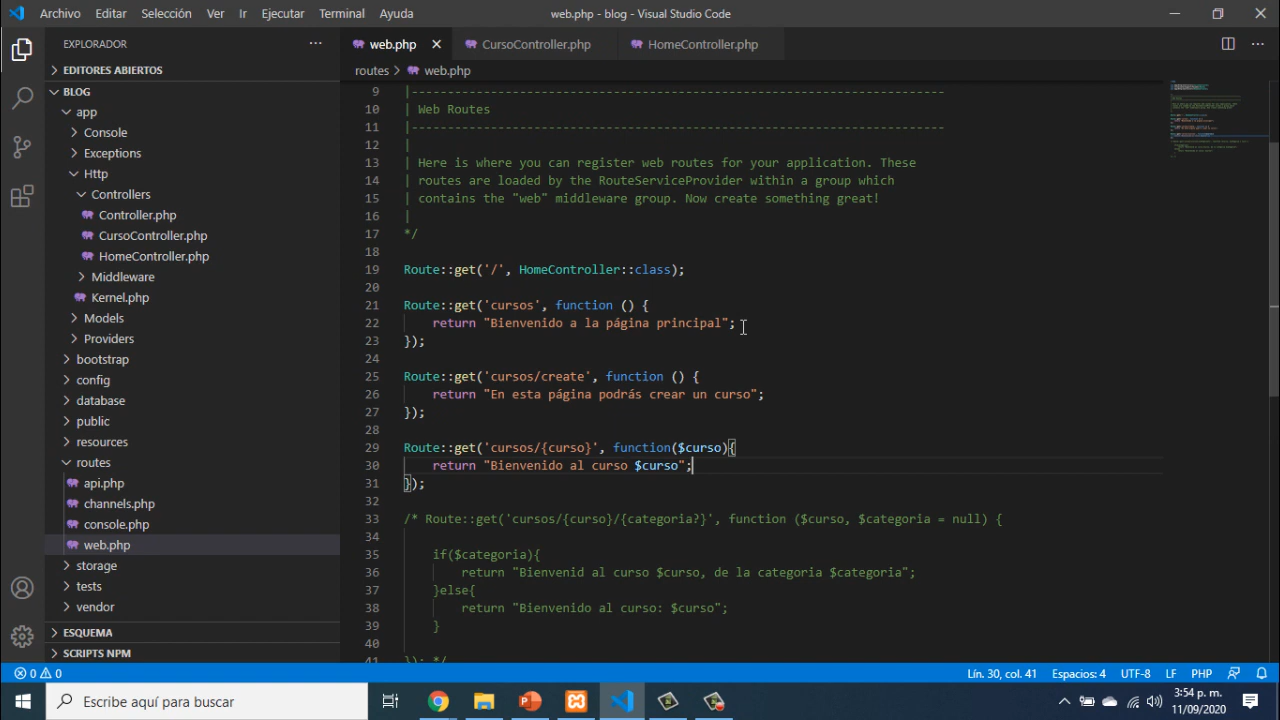 Archivo Editar Selección Ver Ir Ejecutar Terminal Ayuda web.php - blog - Visual Studio Code
EXPLORADOR
EDITORES ABIERTOS
BLOG
app
Console
Exceptions
Http
Controllers
Controller.php
CursoController.php
HomeController.php
Middleware
Kernel.php
Models
Providers
bootstrap
config
database
public
resources
routes
api.php
channels.php
console.php
web.php
storage
tests
vendor
ESQUEMA
SCRIPTS NPM
web.php CursoController.php HomeController.php
routes > web.php
9 |--------------------------------------------------------------------------
10 | Web Routes
11 |--------------------------------------------------------------------------
12 |
13 | Here is where you can register web routes for your application. These
14 | routes are loaded by the RouteServiceProvider within a group which
15 | contains the "web" middleware group. Now create something great!
16 |
17 */
18
19 Route::get('/', HomeController::class);
20
21 Route::get('cursos', function () {
22 return "Bienvenido a la página principal";
23 });
24
25 Route::get('cursos/create', function () {
26 return "En esta página podrás crear un curso";
27 });
28
29 Route::get('cursos/{curso}', function($curso){
30 return "Bienvenido al curso $curso";
31 });
32
33 /* Route::get('cursos/{curso}/{categoria?}', function ($curso, $categoria = null) {
34
35 if($categoria){
36 return "Bienvenid al curso $curso, de la categoria $categoria";
37 }else{
38 return "Bienvenido al curso: $curso";
39 }
40
41 }); */
0 0 Lín. 30, col. 41 Espacios: 4 UTF-8 LF PHP
Escribe aquí para buscar
3:54 p. m.
11/09/2020